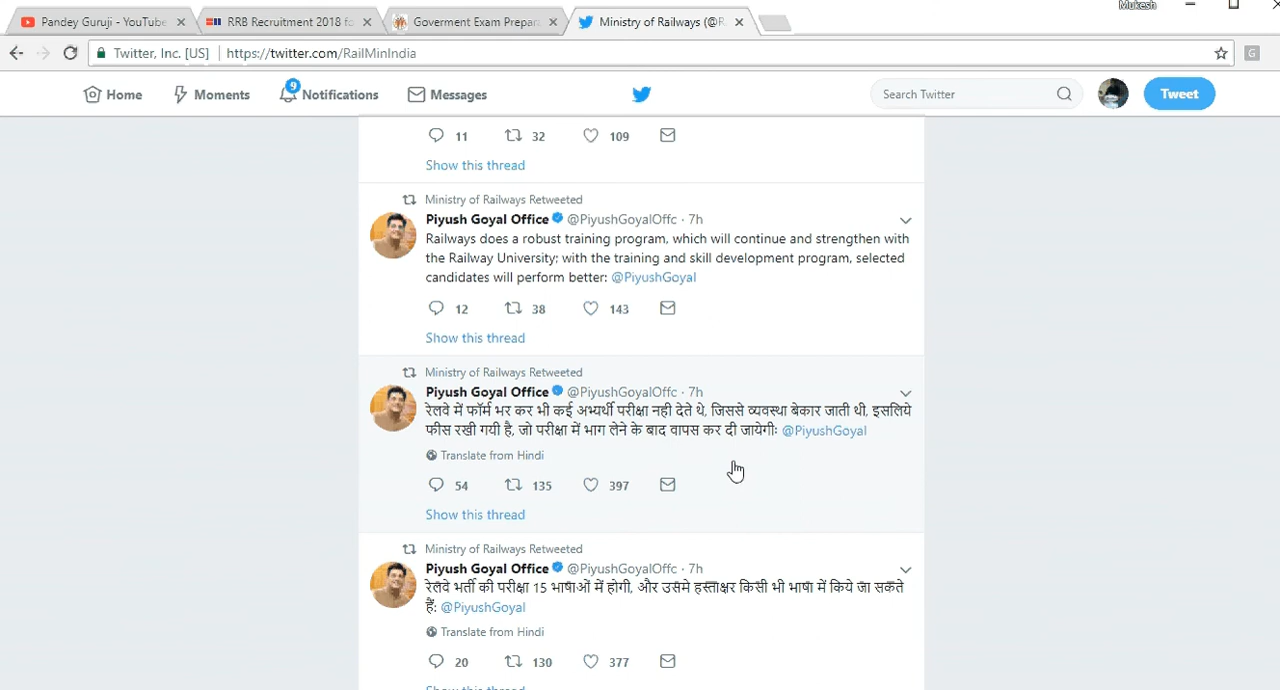 Mukesh
Pandey Guruji - YouTube
RRB Recruitment 2018 fo
Goverment Exam Prepar
Ministry of Railways (@R
Twitter, Inc. [US] | https://twitter.com/RailMinIndia
G
Home
Moments
9
Notifications
Messages
Search Twitter
Tweet
11 32 109
Show this thread
Ministry of Railways Retweeted
Piyush Goyal Office @PiyushGoyalOffc · 7h
Railways does a robust training program, which will continue and strengthen with
the Railway University: with the training and skill development program, selected
candidates will perform better: @PiyushGoyal
12 38 143
Show this thread
Ministry of Railways Retweeted
Piyush Goyal Office @PiyushGoyalOffc · 7h
रेलवे में फॉर्म भर कर भी कई अभ्यर्थी परीक्षा नही देते थे, जिससे व्यवस्था बेकार जाती थी, इसलिये
फीस रखी गयी है, जो परीक्षा में भाग लेने के बाद वापस कर दी जायेगी: @PiyushGoyal
Translate from Hindi
54 135 397
Show this thread
Ministry of Railways Retweeted
Piyush Goyal Office @PiyushGoyalOffc · 7h
रेलवे भर्ती की परीक्षा 15 भाषाओं में होगी, और उसमे हस्ताक्षर किसी भी भाषा में किये जा सकते
हैं: @PiyushGoyal
Translate from Hindi
20 130 377
Show this thread